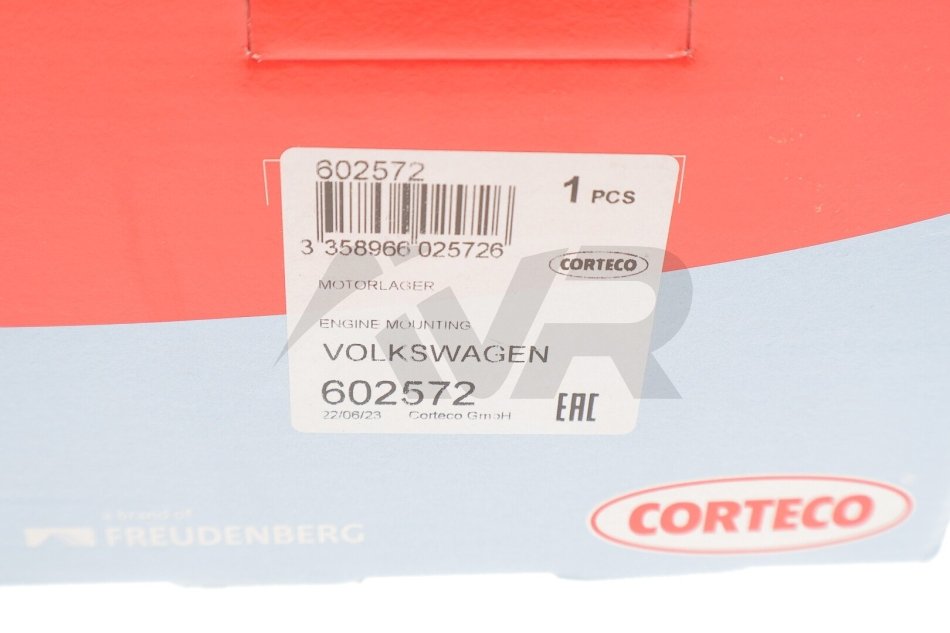 602572
1 PCS
3 358966 025726
CORTECO
MOTORLAGER
ENGINE MOUNTING
VOLKSWAGEN
602572
22/06/23 Corteco GmbH
EAC
iVR
a brand of
FREUDENBERG
CORTECO